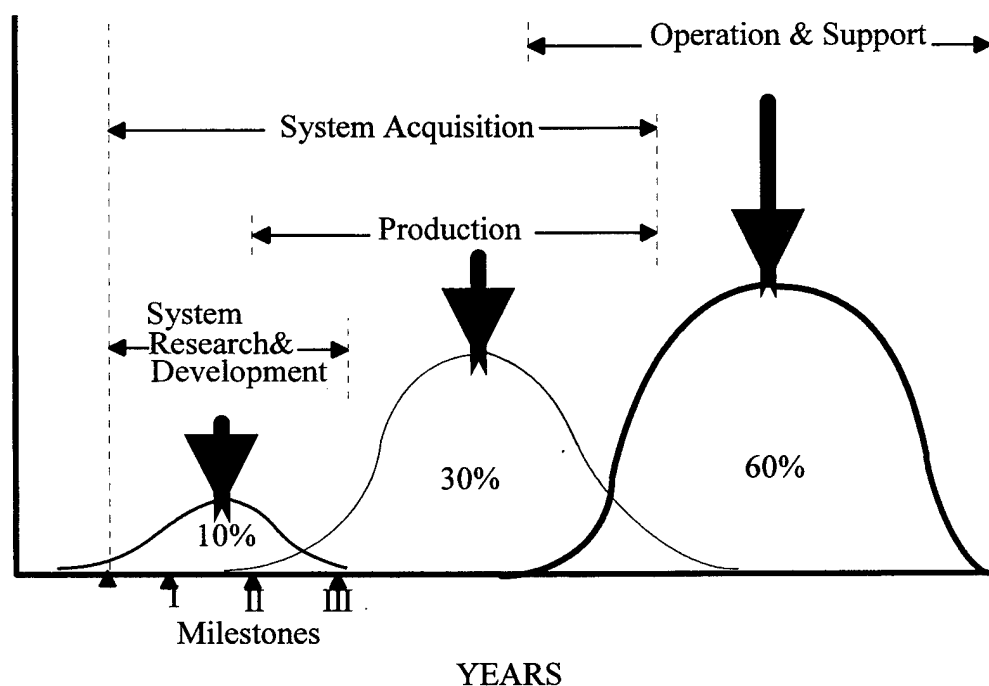 Operation & Support
System Acquisition
Production
System
Research&
Development
10%
30%
60%
I
II
III
Milestones
YEARS